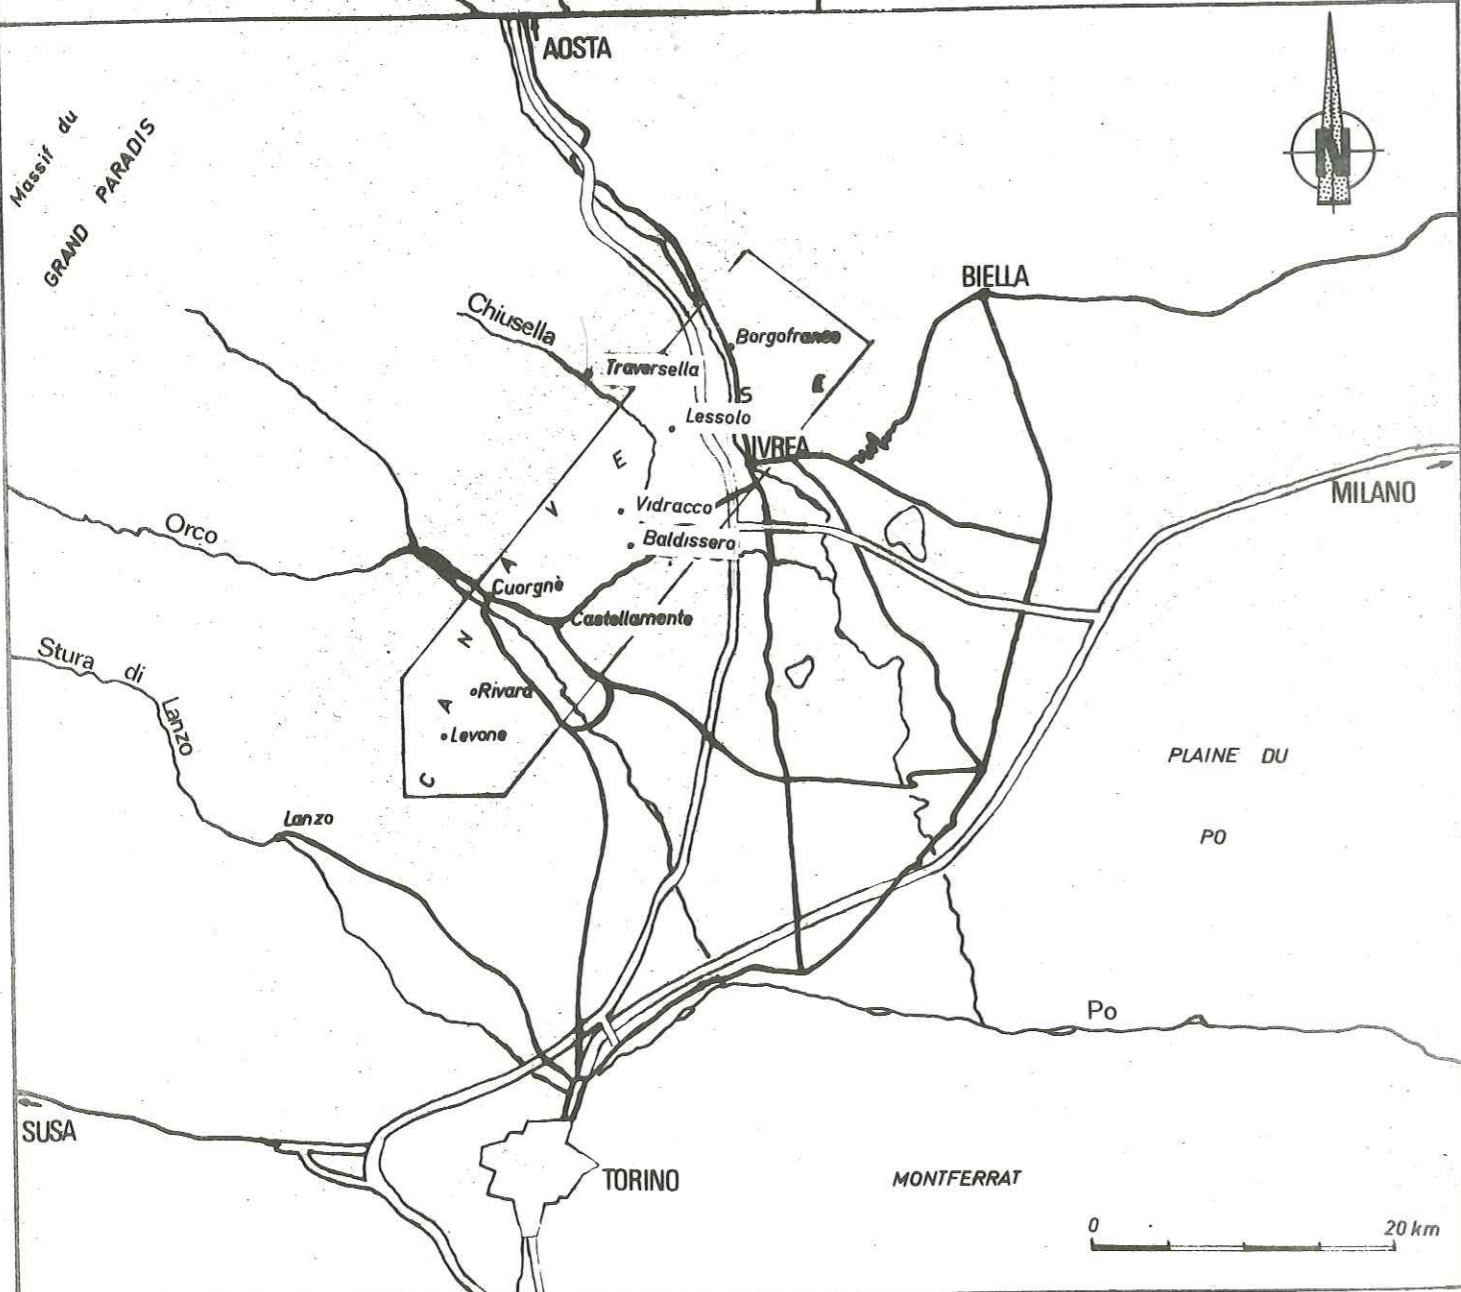 AOSTA
Massif du
GRAND PARADIS
N
BIELLA
Chiusella
Borgofranco
Traversella
Lessolo
IVREA
MILANO
Orco
Vidracco
Baldissero
Cuorgnè
Castellamonte
Stura di
Lanzo
Rivara
Levone
CANAVESE
PLAINE DU
PO
Lanzo
Po
SUSA
TORINO
MONTFERRAT
0 20 km